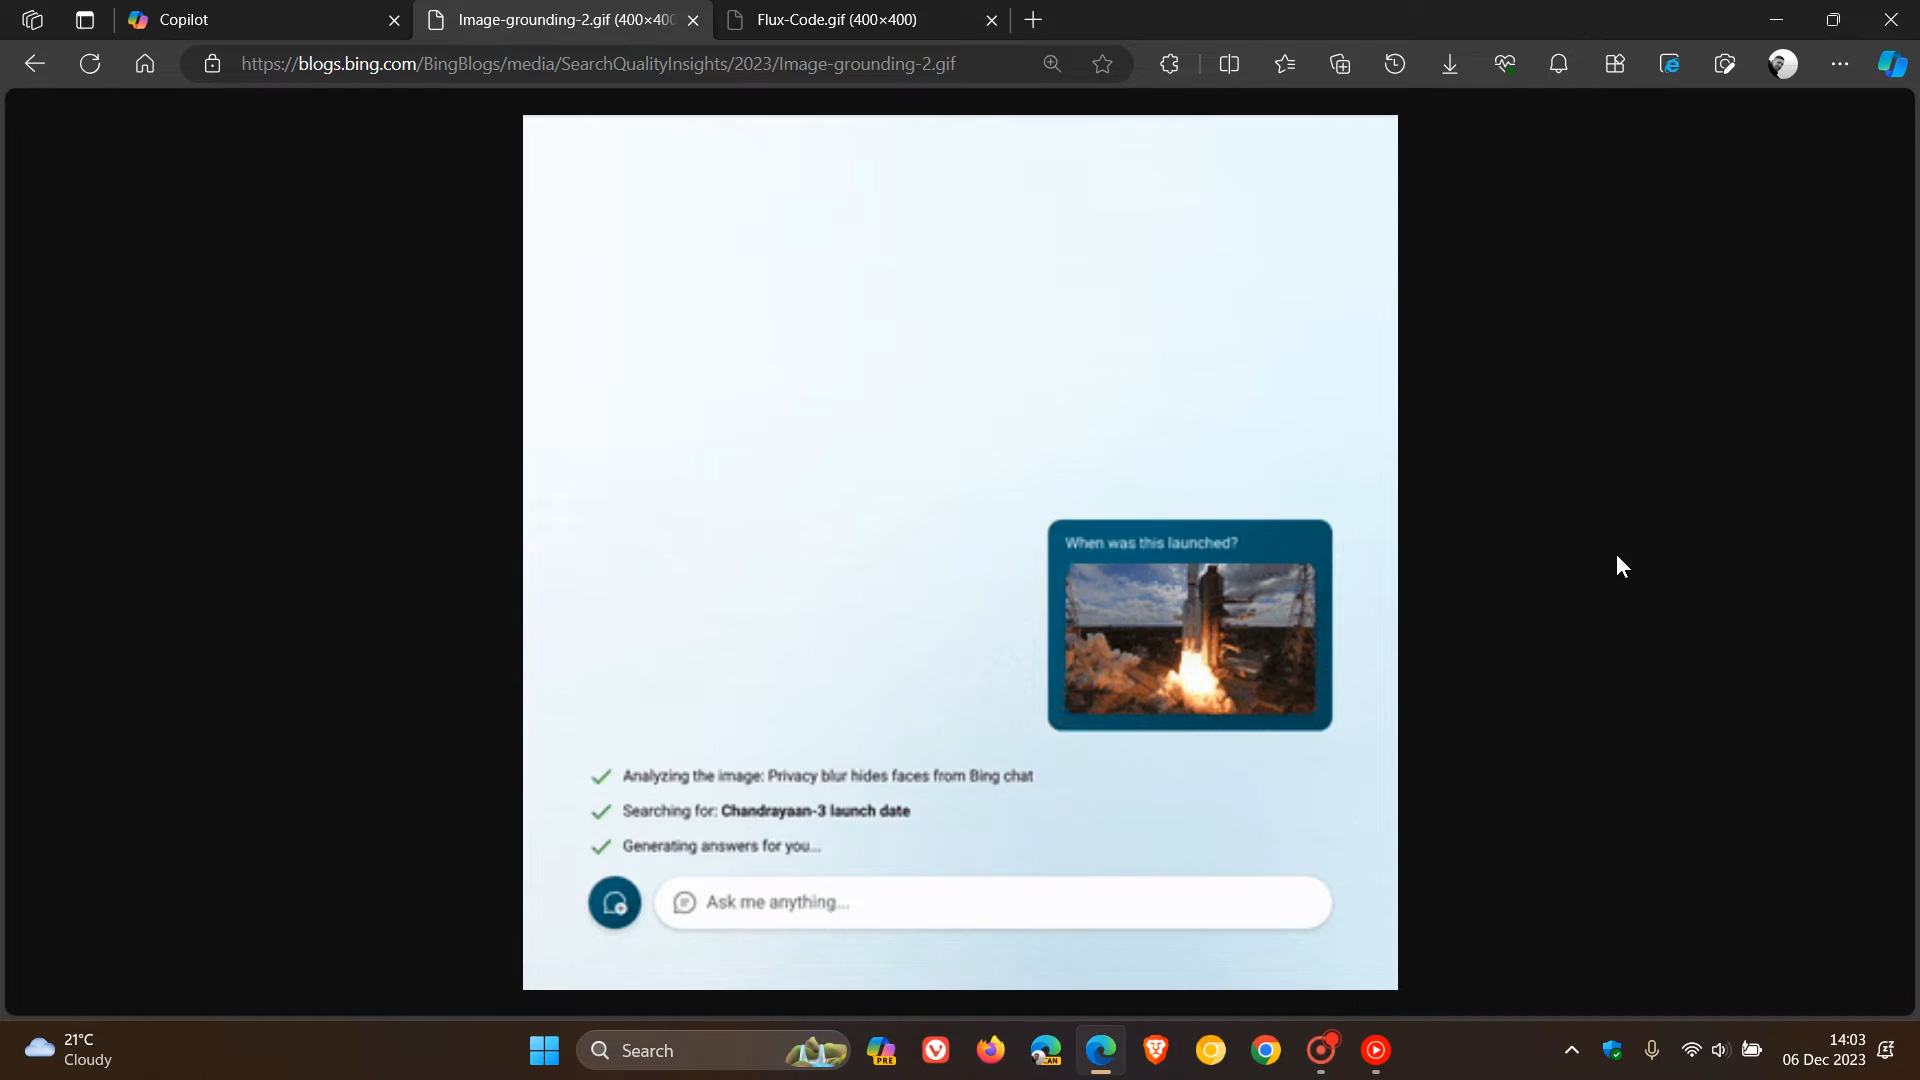 Copilot
Image-grounding-2.gif (400×400
Flux-Code.gif (400×400)
https://blogs.bing.com/BingBlogs/media/SearchQualityInsights/2023/Image-grounding-2.gif
When was this launched?
Analyzing the image: Privacy blur hides faces from Bing chat
Searching for: Chandrayaan-3 launch date
Generating answers for you...
Ask me anything...
21°C
Cloudy
Search
PRE
CAN
14:03
06 Dec 2023